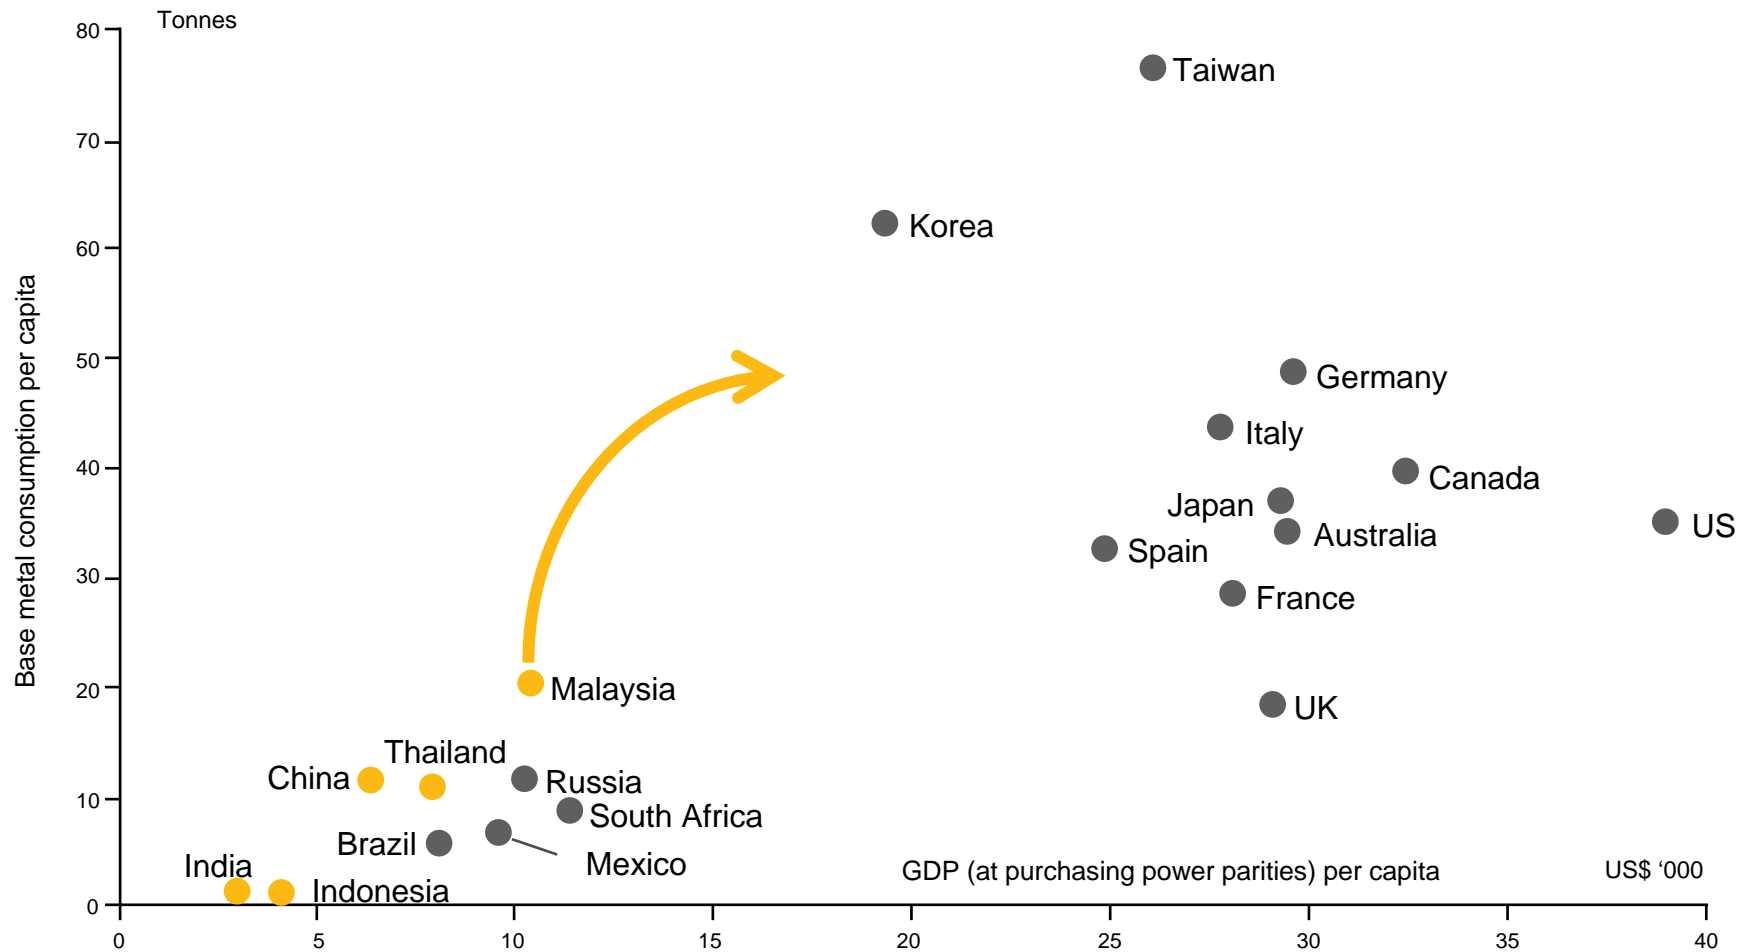 Tonnes
80
Taiwan
70
Korea
60
Base metal consumption per capita
50
Germany
Italy
40
Canada
Japan
US
Australia
Spain
30
France
Malaysia
20
UK
Thailand
China
Russia
10
South Africa
Brazil
Mexico
India
GDP (at purchasing power parities) per capita
US$ ‘000
Indonesia
0
0 5 10 15 20 25 30 35 40